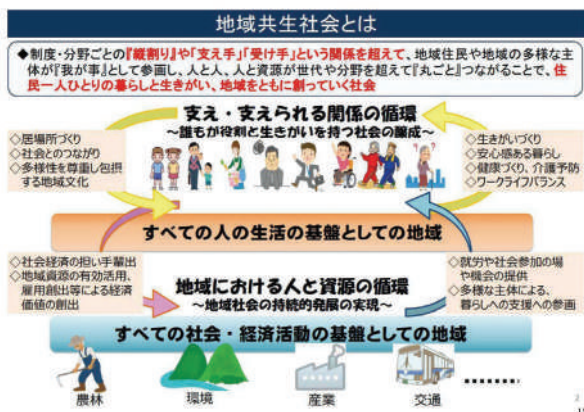 地域共生社会とは
◆制度・分野ごとの『縦割り』や「支え手」「受け手」という関係を超えて、地域住民や地域の多様な主
体が『我が事』として参画し、人と人、人と資源が世代や分野を超えて『丸ごと』つながることで、住
民一人ひとりの暮らしと生きがい、地域をともに創っていく社会
支え・支えられる関係の循環
～誰もが役割と生きがいを持つ社会の醸成～
◇居場所づくり
◇社会とのつながり
◇多様性を尊重し包摂
する地域文化
◇生きがいづくり
◇安心感ある暮らし
◇健康づくり、介護予防
◇ワークライフバランス
すべての人の生活の基盤としての地域
◇社会経済の担い手輩出
◇地域資源の有効活用、
雇用創出等による経済
価値の創出
地域における人と資源の循環
～地域社会の持続的発展の実現～
◇就労や社会参加の場
や機会の提供
◇多様な主体による、
暮らしへの支援への参画
すべての社会・経済活動の基盤としての地域
農林
環境
産業
交通
2